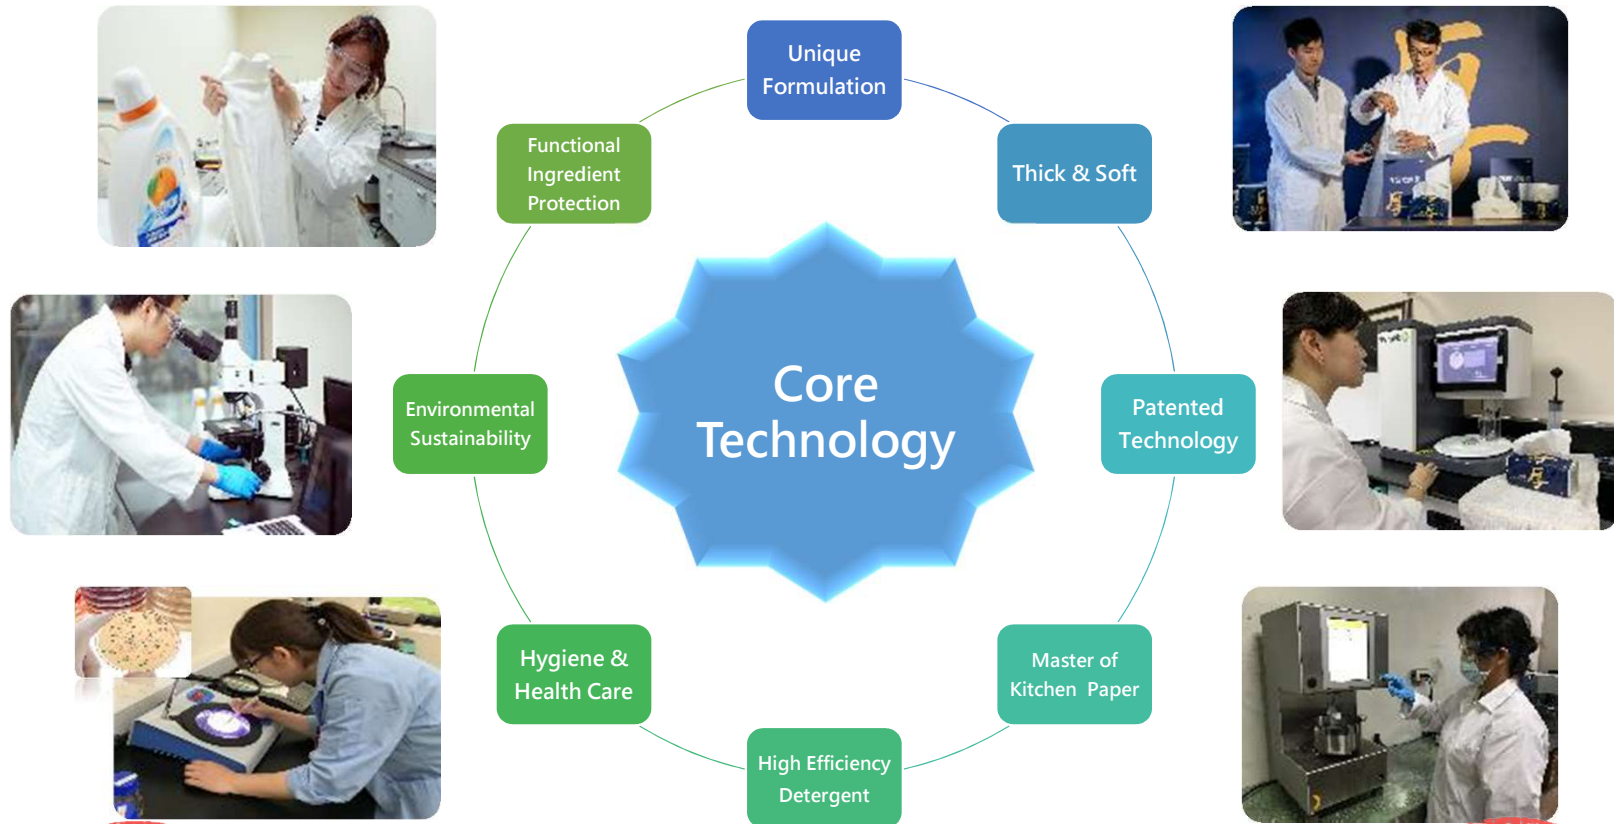 Unique
Formulation
Thick & Soft
Patented
Technology
Master of
Kitchen Paper
High Efficiency
Detergent
Hygiene &
Health Care
Environmental
Sustainability
Functional
Ingredient
Protection
Core
Technology
厚